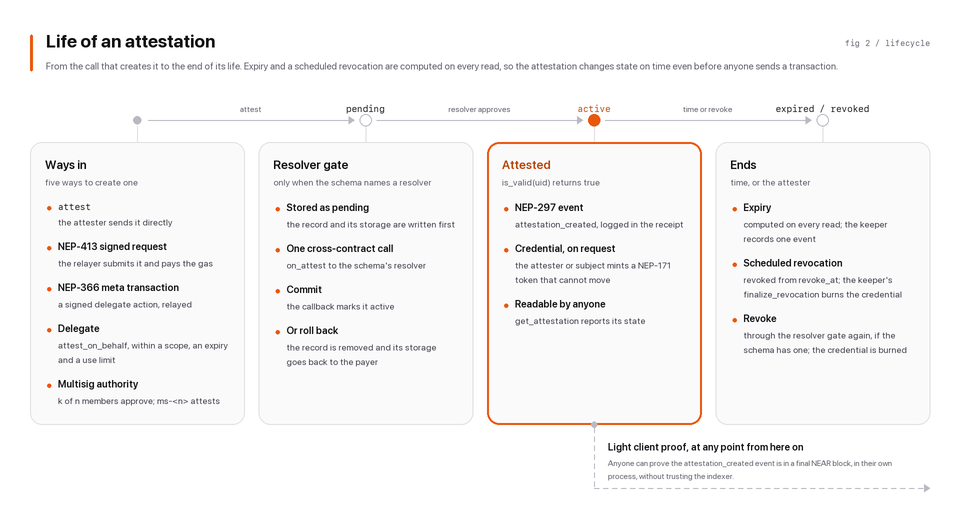 Life of an attestation
fig 2 / lifecycle
From the call that creates it to the end of its life. Expiry and a scheduled revocation are computed on every read, so the attestation changes state on time even before anyone sends a transaction.
attest
pending
resolver approves
active
time or revoke
expired / revoked
Ways in
five ways to create one
attest
the attester sends it directly
NEP-413 signed request
the relayer submits it and pays the gas
NEP-366 meta transaction
a signed delegate action, relayed
Delegate
attest_on_behalf, within a scope, an expiry
and a use limit
Multisig authority
k of n members approve; ms-<n> attests
Resolver gate
only when the schema names a resolver
Stored as pending
the record and its storage are written first
One cross-contract call
on_attest to the schema's resolver
Commit
the callback marks it active
Or roll back
the record is removed and its storage
goes back to the payer
Attested
is_valid(uid) returns true
NEP-297 event
attestation_created, logged in the receipt
Credential, on request
the attester or subject mints a NEP-171
token that cannot move
Readable by anyone
get_attestation reports its state
Ends
time, or the attester
Expiry
computed on every read; the keeper
records one event
Scheduled revocation
revoked from revoke_at; the keeper's
finalize_revocation burns the credential
Revoke
through the resolver gate again, if the
schema has one; the credential is burned
Light client proof, at any point from here on
Anyone can prove the attestation_created event is in a final NEAR block, in their own
process, without trusting the indexer.